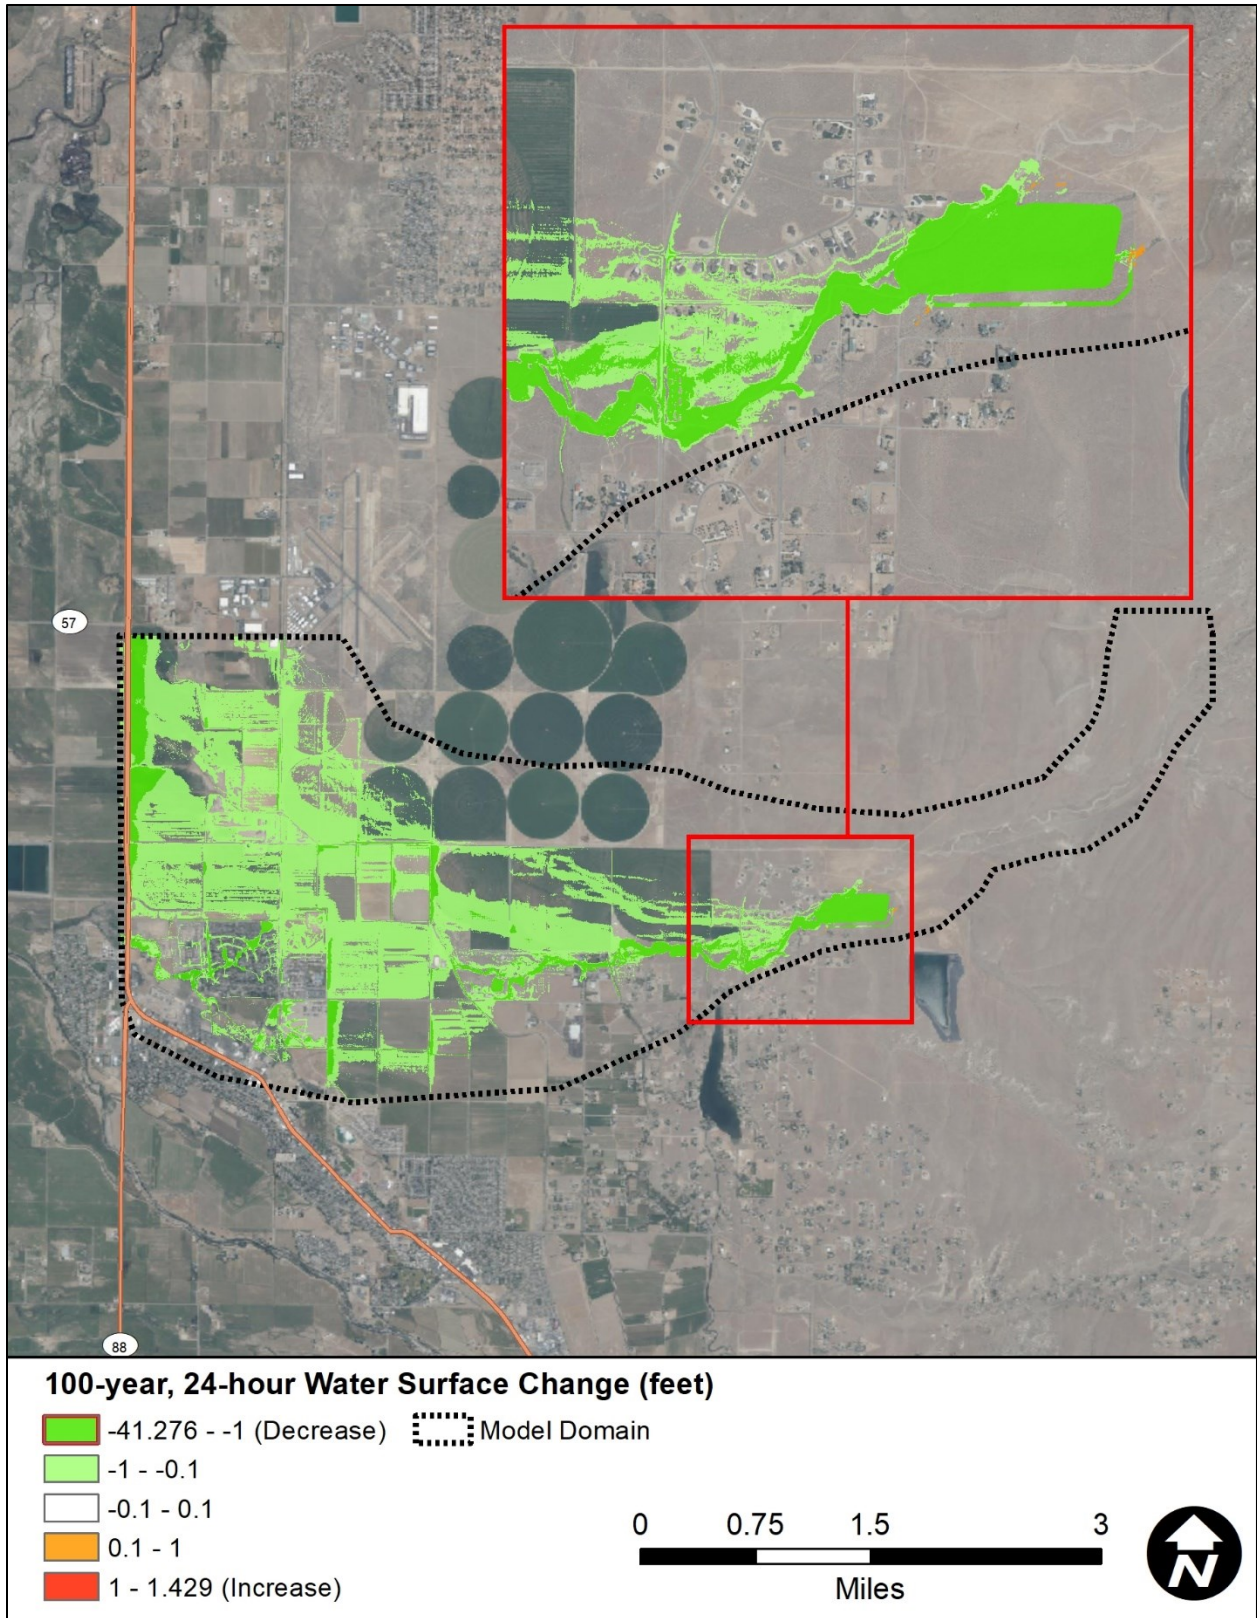 57
88
100-year, 24-hour Water Surface Change (feet)
-41.276 - -1 (Decrease)
Model Domain
-1 - -0.1
-0.1 - 0.1
0.1 - 1
1 - 1.429 (Increase)
0 0.75 1.5 3
Miles
N